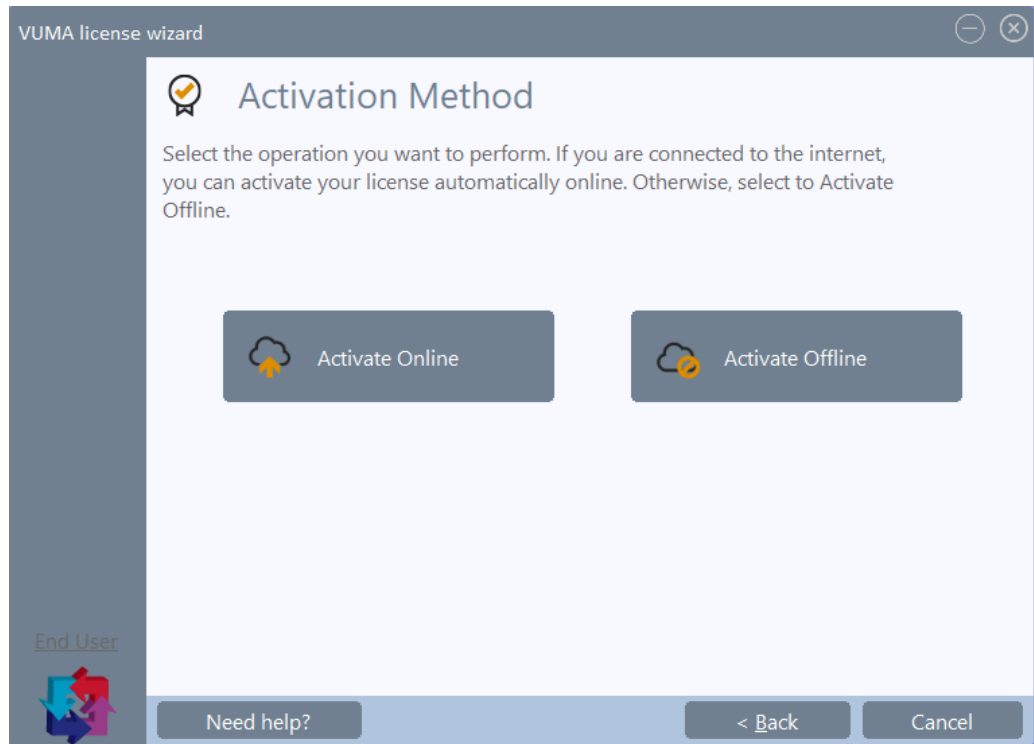 VUMA license wizard
Activation Method
Select the operation you want to perform. If you are connected to the internet,
you can activate your license automatically online. Otherwise, select to Activate
Offline.
Activate Online
Activate Offline
End User
Need help?
< Back
Cancel